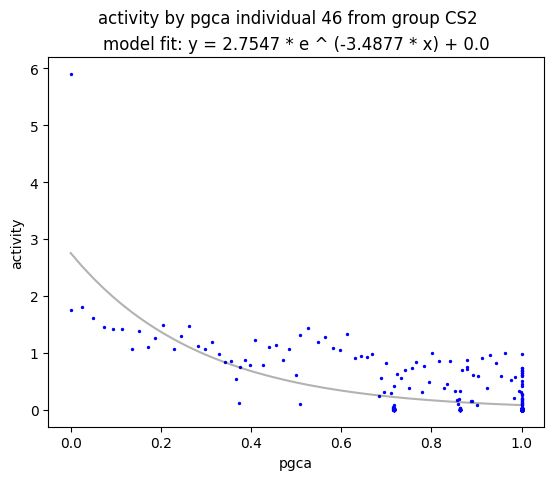 activity by pgca individual 46 from group CS2
model fit: y = 2.7547 * e ^ (-3.4877 * x) + 0.0
6
5
4
3
2
1
0
activity
0.0 0.2 0.4 0.6 0.8 1.0
pgca